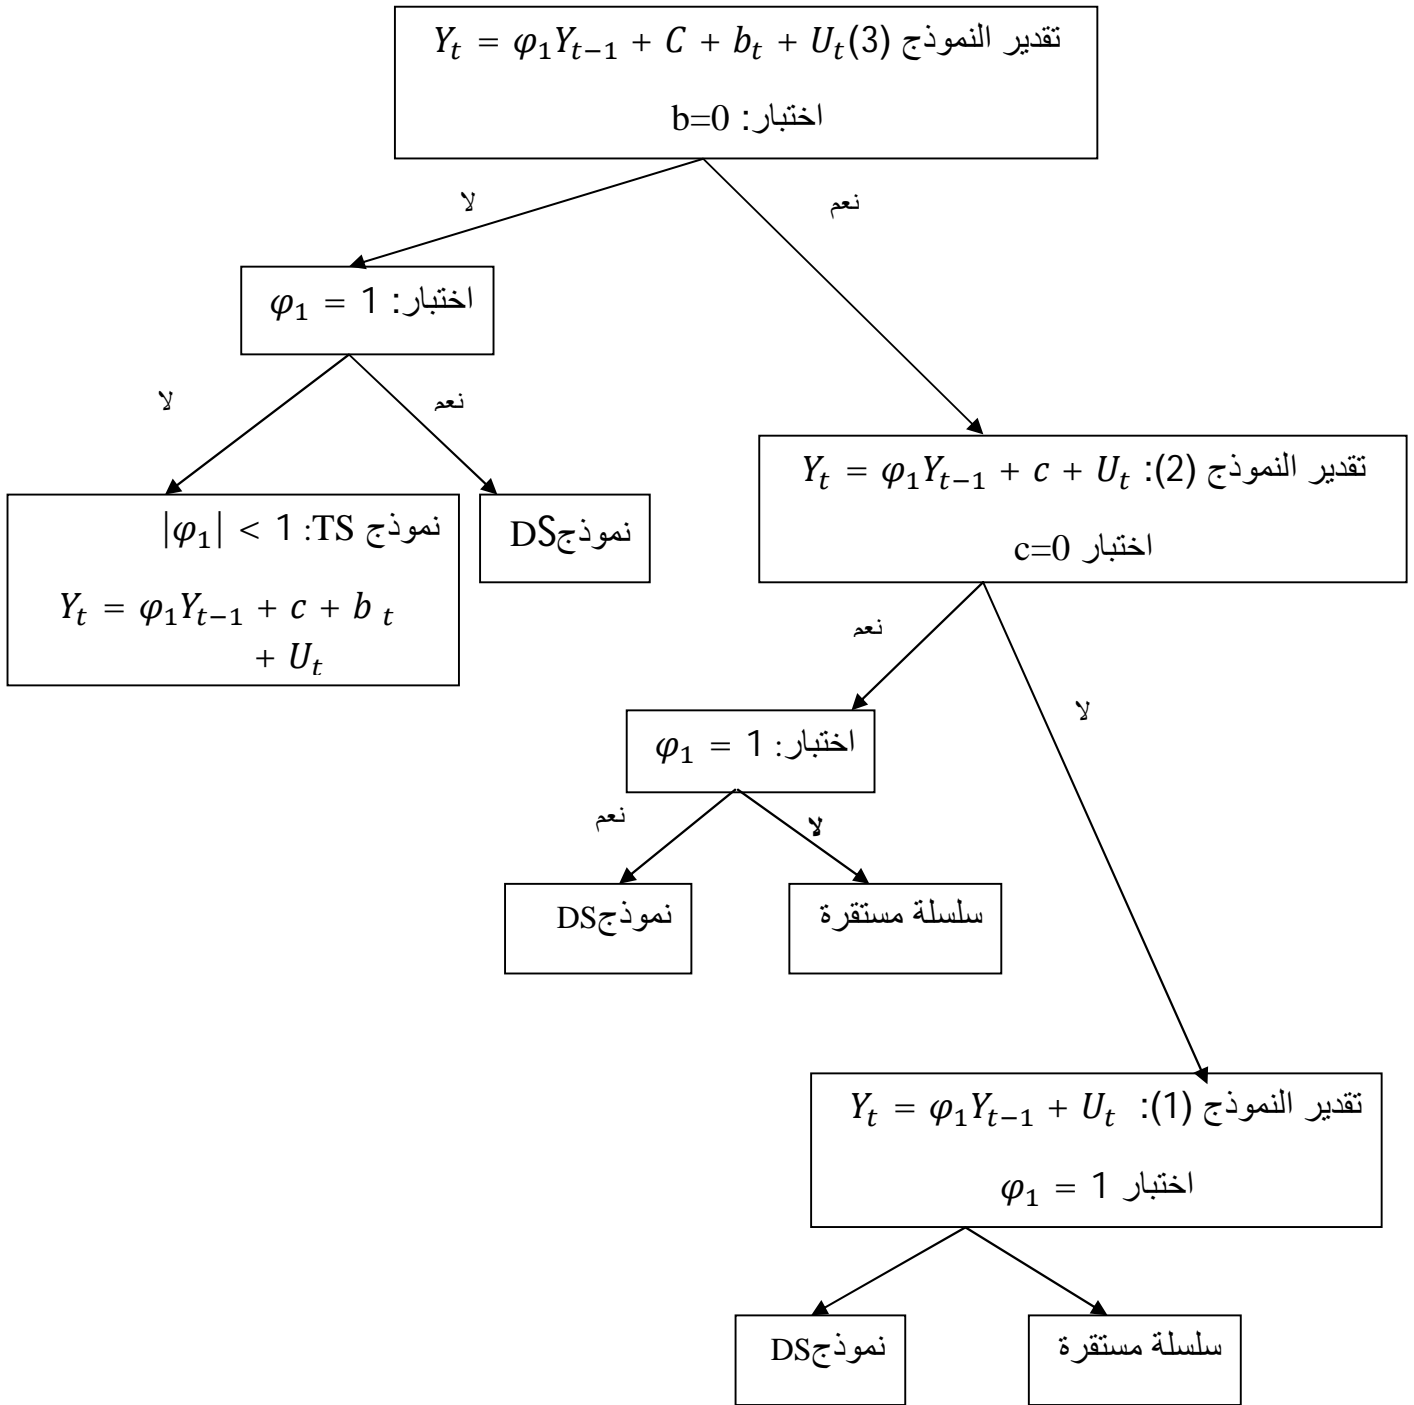 تقدير النموذج (3) Yₜ = φ₁Yₜ₋₁ + C + bₜ + Uₜ
اختبار: b=0
لا
نعم
اختبار: φ₁ = 1
لا
نعم
نموذج TS: |φ₁| < 1
Yₜ = φ₁Yₜ₋₁ + c + b ₜ
+ Uₜ
نموذجDS
تقدير النموذج (2): Yₜ = φ₁Yₜ₋₁ + c + Uₜ
اختبار c=0
نعم
لا
اختبار: φ₁ = 1
نعم
لا
نموذجDS
سلسلة مستقرة
تقدير النموذج (1): Yₜ = φ₁Yₜ₋₁ + Uₜ
اختبار φ₁ = 1
نموذجDS
سلسلة مستقرة